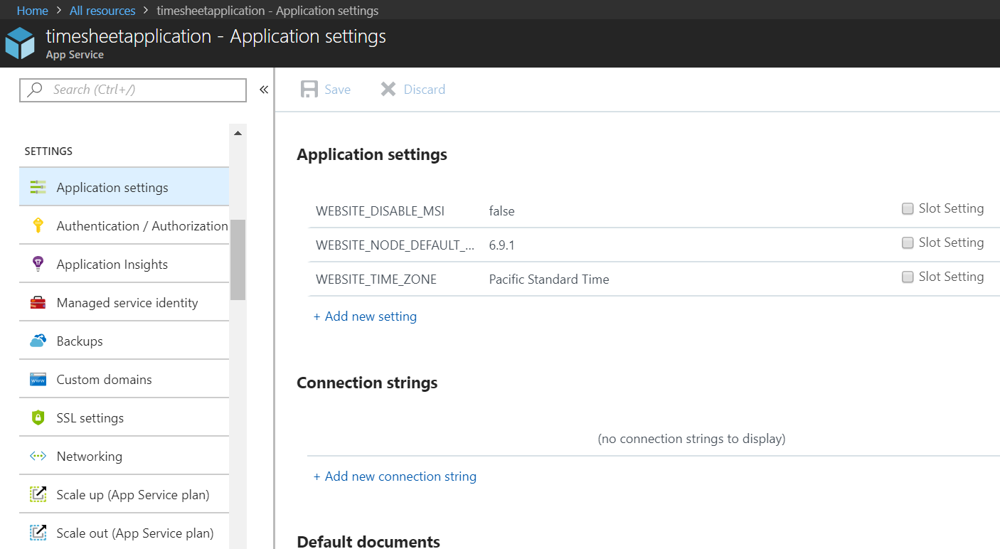 Home > All resources > timesheetapplication - Application settings
timesheetapplication - Application settings
App Service
Search (Ctrl+/)
«
Save
Discard
SETTINGS
Application settings
Authentication / Authorization
Application Insights
Managed service identity
Backups
www
Custom domains
SSL settings
Networking
Scale up (App Service plan)
Scale out (App Service plan)
Application settings
WEBSITE_DISABLE_MSI false Slot Setting
WEBSITE_NODE_DEFAULT_... 6.9.1 Slot Setting
WEBSITE_TIME_ZONE Pacific Standard Time Slot Setting
+ Add new setting
Connection strings
(no connection strings to display)
+ Add new connection string
Default documents